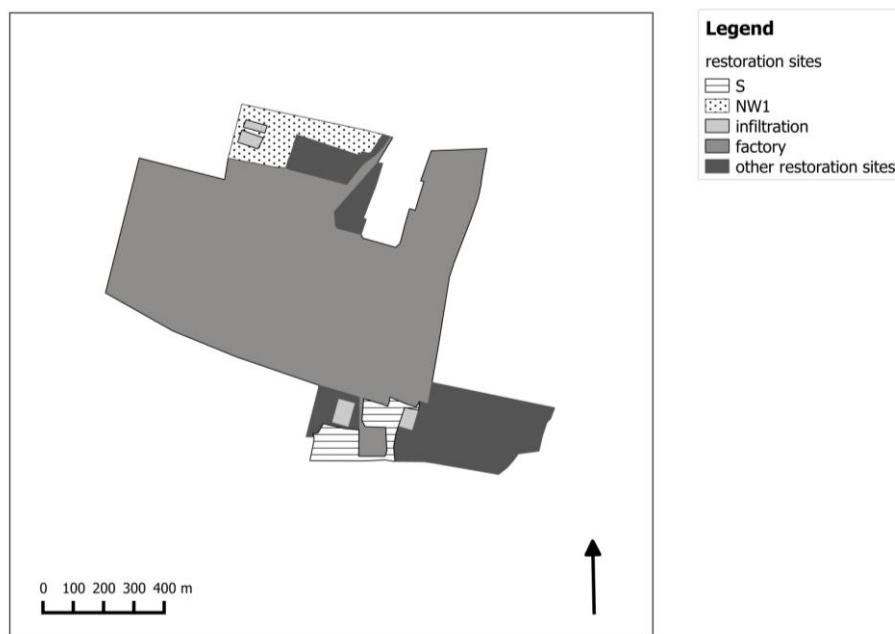 Legend
restoration sites
S
NW1
infiltration
factory
other restoration sites
0 100 200 300 400 m